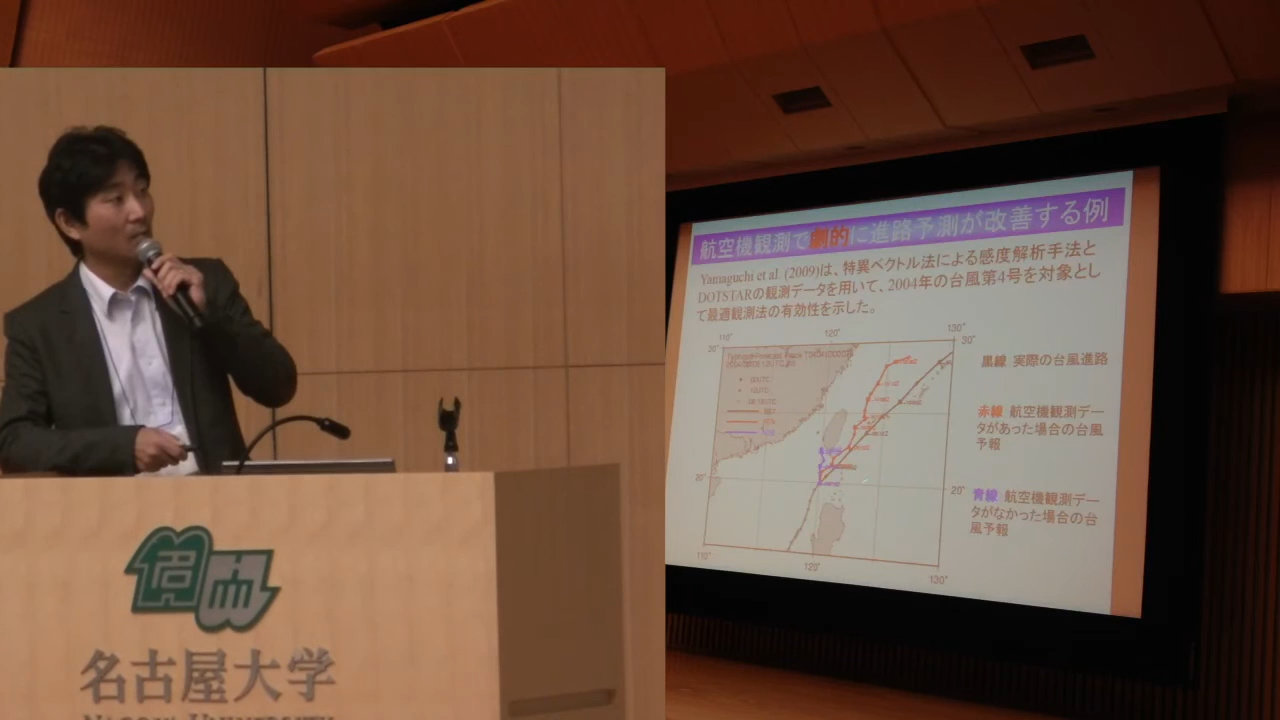 航空機観測で劇的に進路予測が改善する例
Yamaguchi et al. (2009)は、特異ベクトル法による感度解析手法と
DOTSTARの観測データを用いて、2004年の台風第4号を対象とし
て最適観測法の有効性を示した。
110°
120°
130°
30°
30°
黒線 実際の台風進路
赤線 航空機観測デー
タがあった場合の台風
予報
20°
20°
青線 航空機観測デー
タがなかった場合の台
風予報
110°
120°
130°
名古屋大学
NAGOYA UNIVERSITY